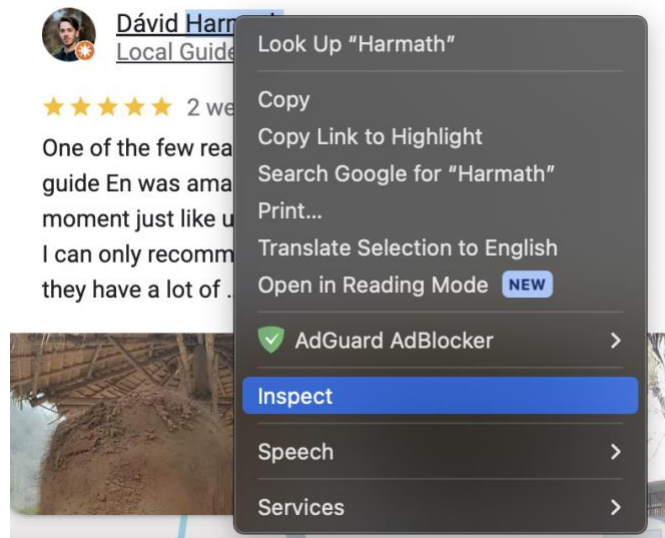 Dávid Harmath
Local Guide
2 we
One of the few rea
guide En was ama
moment just like u
I can only recomm
they have a lot of ..
Look Up “Harmath”
Copy
Copy Link to Highlight
Search Google for “Harmath”
Print...
Translate Selection to English
Open in Reading Mode NEW
AdGuard AdBlocker
Inspect
Speech
Services